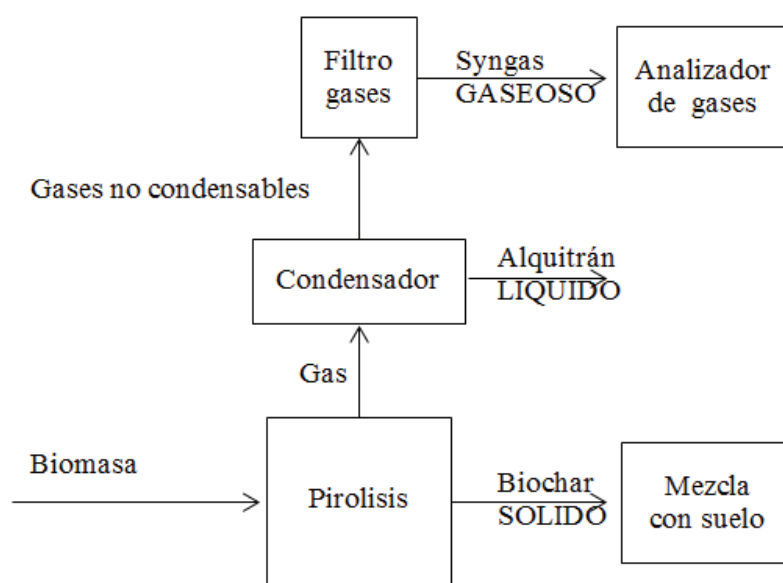 Filtro
gases
Syngas
GASEOSO
Analizador
de gases
Gases no condensables
Condensador
Alquitrán
LIQUIDO
Gas
Biomasa
Pirolisis
Biochar
SOLIDO
Mezcla
con suelo